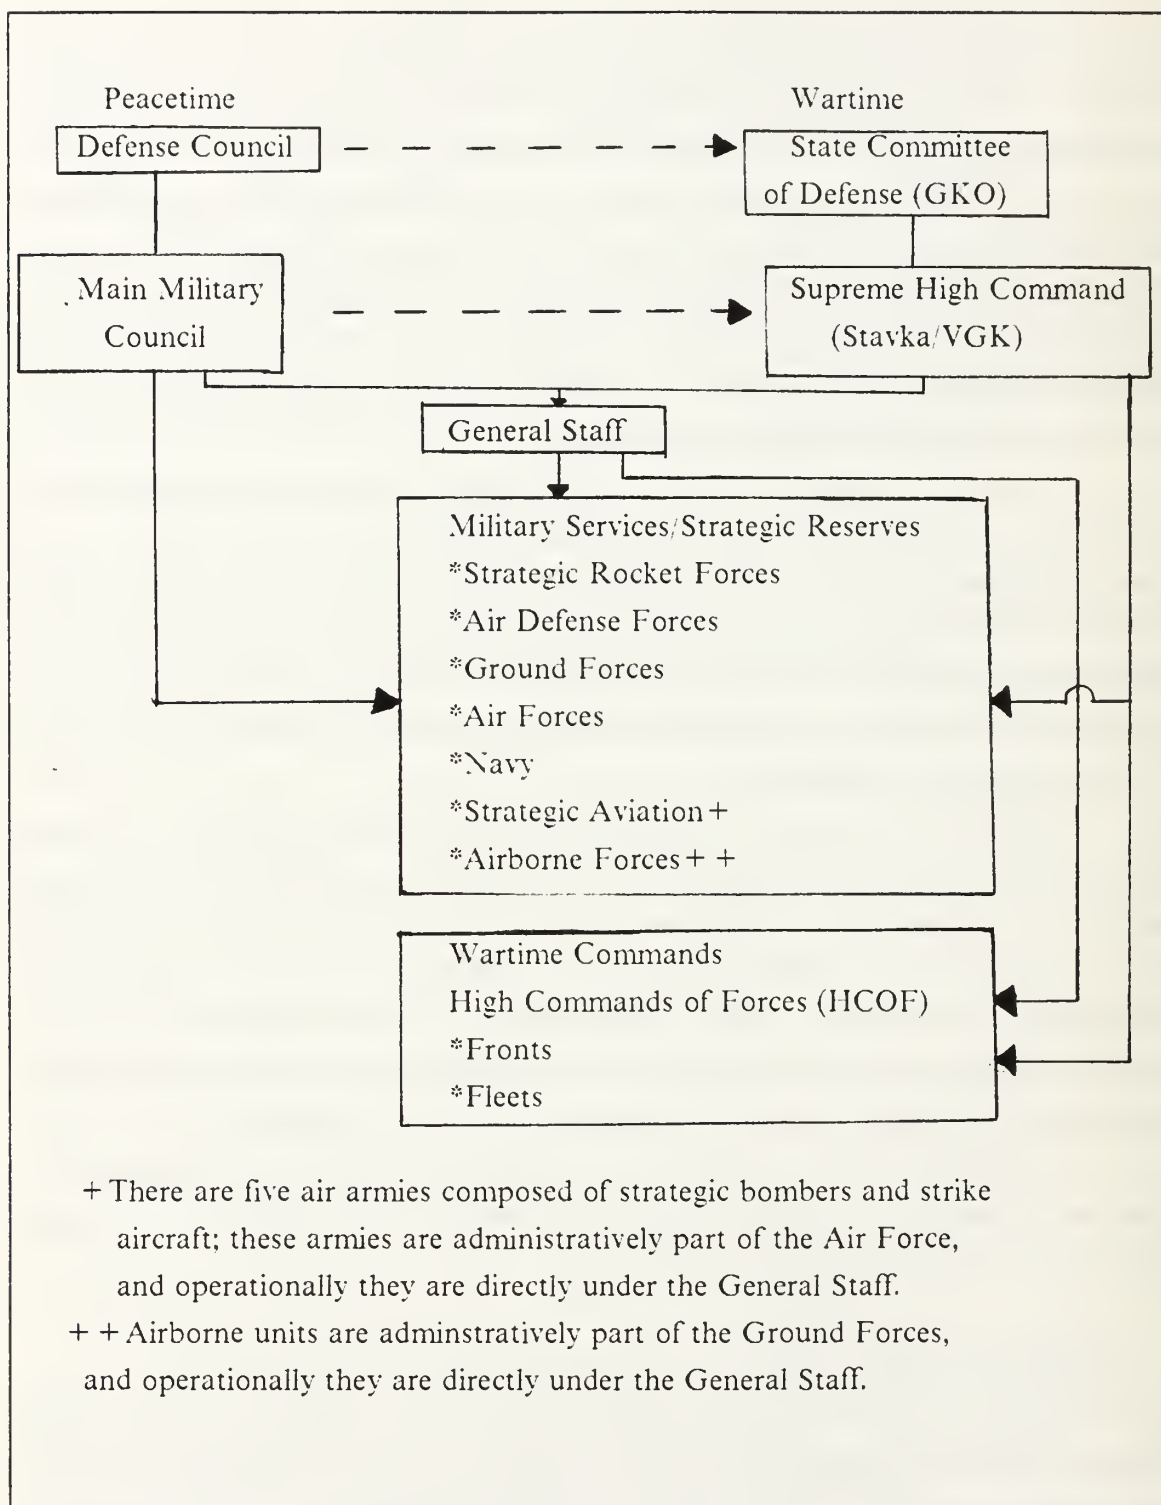 Peacetime
Wartime
Defense Council
State Committee
of Defense (GKO)
Main Military
Council
Supreme High Command
(Stavka/VGK)
General Staff
Military Services/Strategic Reserves
*Strategic Rocket Forces
*Air Defense Forces
*Ground Forces
*Air Forces
*Navy
*Strategic Aviation+
*Airborne Forces+ +
Wartime Commands
High Commands of Forces (HCOF)
*Fronts
*Fleets
+ There are five air armies composed of strategic bombers and strike
aircraft; these armies are administratively part of the Air Force,
and operationally they are directly under the General Staff.
+ + Airborne units are adminstratively part of the Ground Forces,
and operationally they are directly under the General Staff.